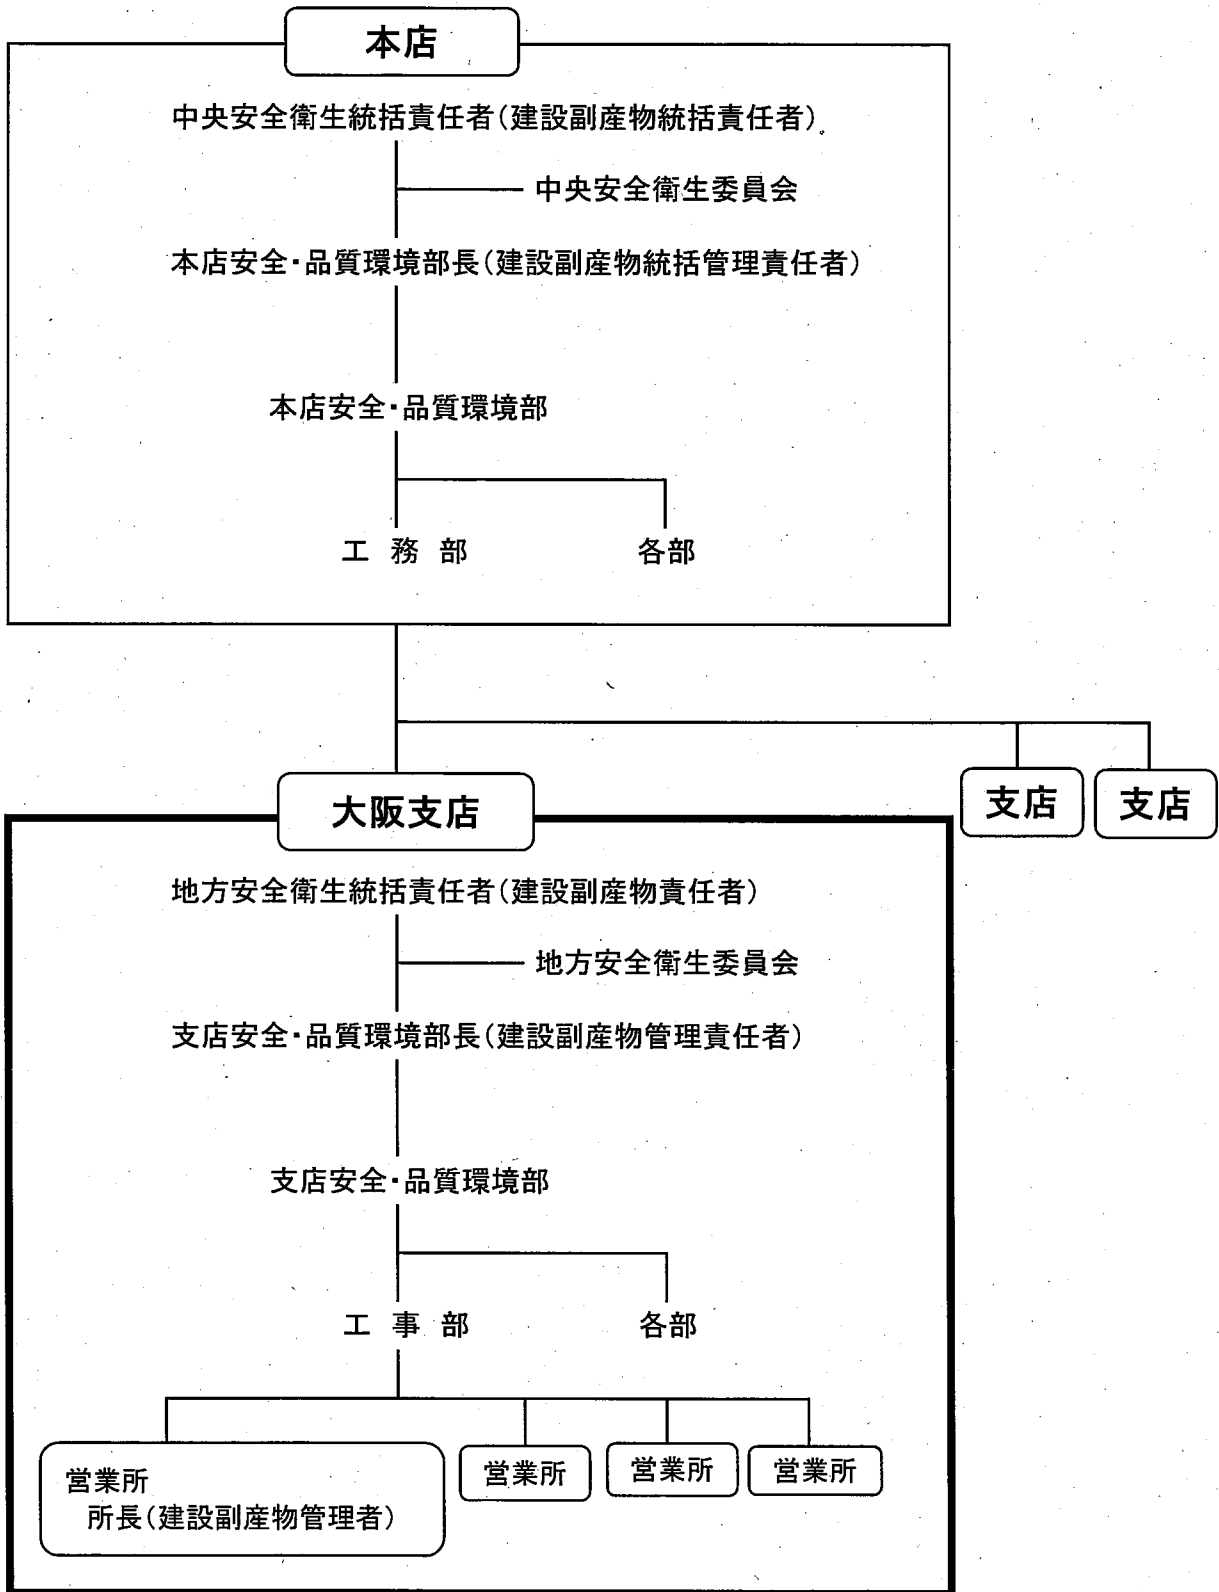 本店
中央安全衛生統括責任者(建設副産物統括責任者)
中央安全衛生委員会
本店安全・品質環境部長(建設副産物統括管理責任者)
本店安全・品質環境部
工 務 部
各部
支店
支店
大阪支店
地方安全衛生統括責任者(建設副産物責任者)
地方安全衛生委員会
支店安全・品質環境部長(建設副産物管理責任者)
支店安全・品質環境部
工 事 部
各部
営業所
所長(建設副産物管理者)
営業所
営業所
営業所